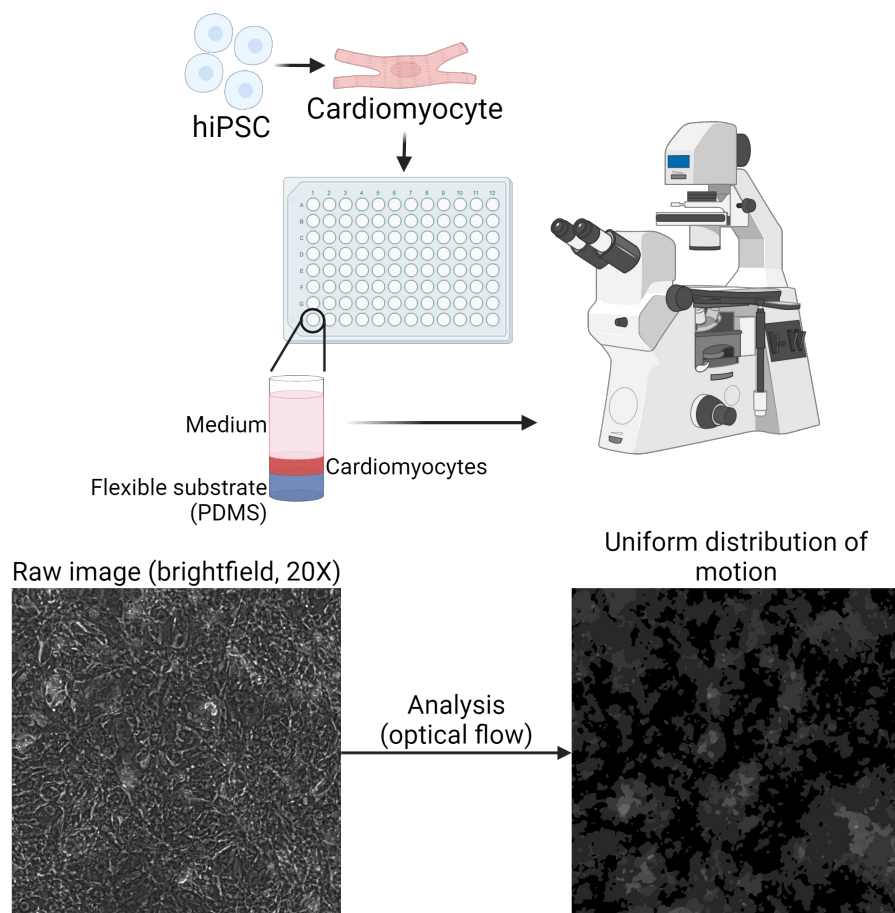 hiPSC
Cardiomyocyte
1 2 3 4 5 6 7 8 9 10 11 12
A
B
C
D
E
F
G
Medium
Cardiomyocytes
Flexible substrate
(PDMS)
Uniform distribution of
motion
Raw image (brightfield, 20X)
Analysis
(optical flow)